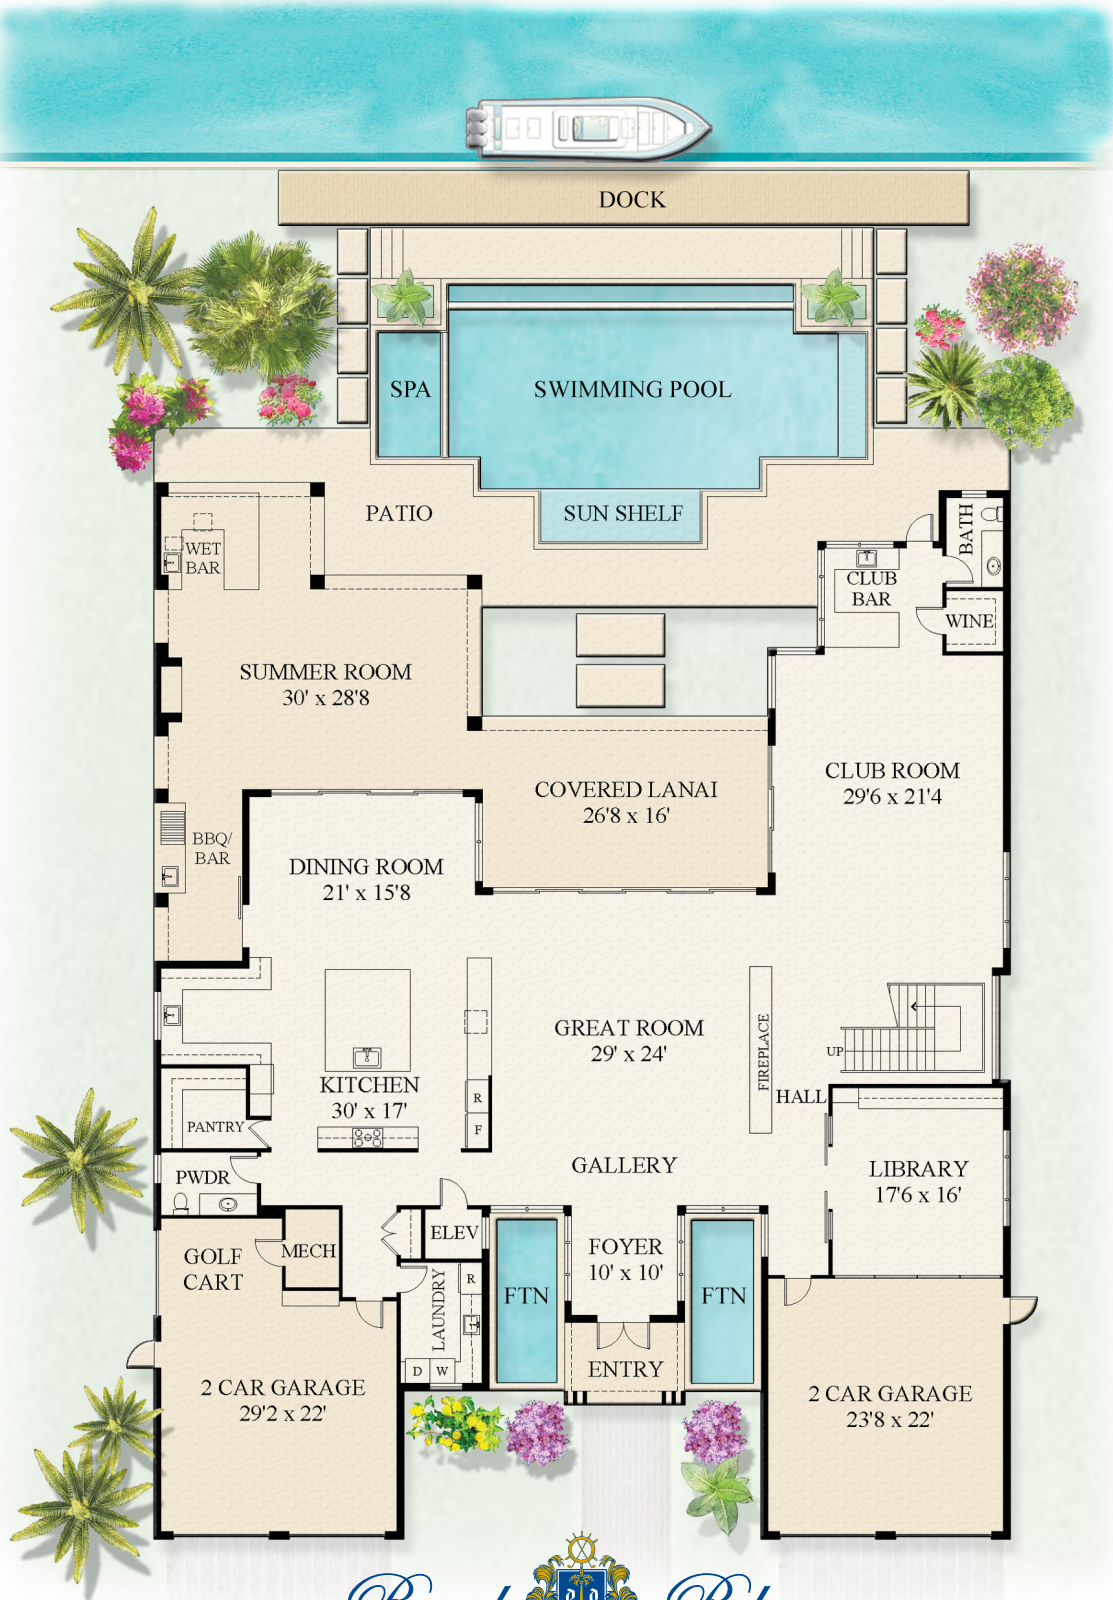 DOCK
SPA
SWIMMING POOL
PATIO
SUN SHELF
BATH
WET
BAR
CLUB
BAR
WINE
SUMMER ROOM
30' x 28'8
CLUB ROOM
29'6 x 21'4
COVERED LANAI
26'8 x 16'
BBQ/
BAR
DINING ROOM
21' x 15'8
GREAT ROOM
29' x 24'
FIREPLACE
UP
KITCHEN
30' x 17'
R
F
HALL
PANTRY
GALLERY
LIBRARY
17'6 x 16'
PWDR
ELEV
FOYER
10' x 10'
GOLF
CART
MECH
LAUNDRY
R
FTN
FTN
D
W
ENTRY
2 CAR GARAGE
29'2 x 22'
2 CAR GARAGE
23'8 x 22'